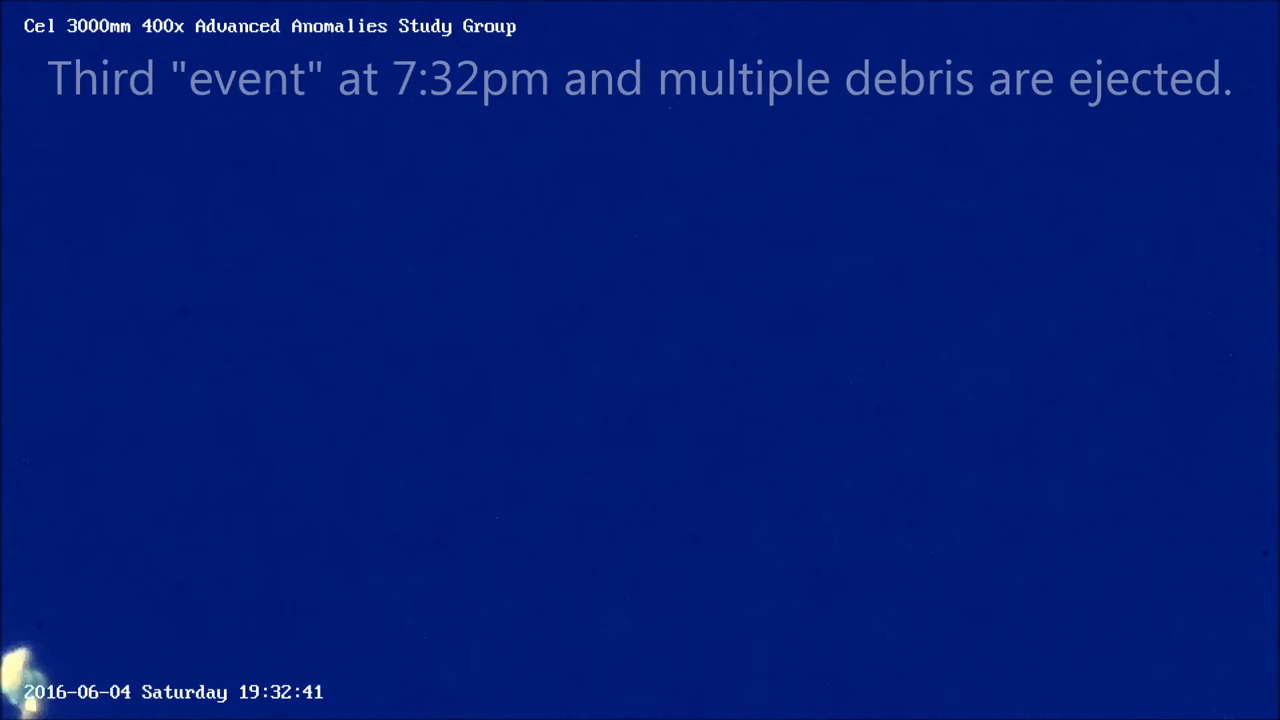 Cel 3000mm 400x Advanced Anomalies Study Group
Third "event" at 7:32pm and multiple debris are ejected.
2016-06-04 Saturday 19:32:41